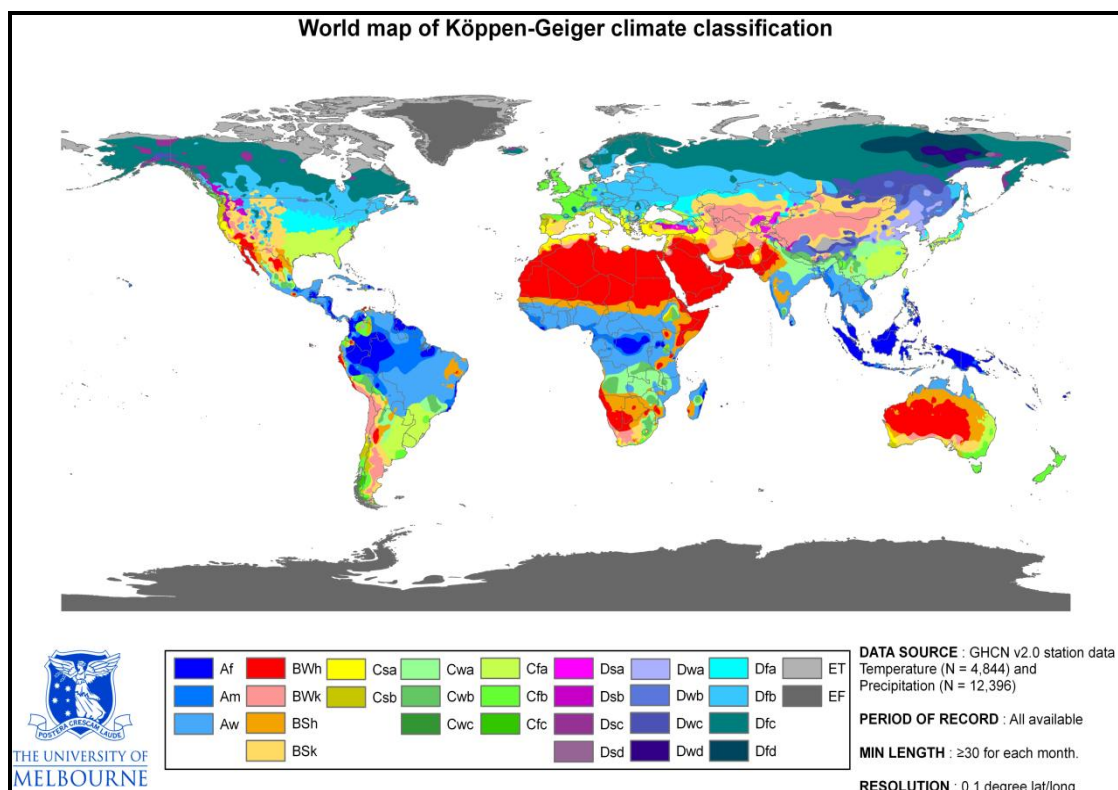 World map of Köppen-Geiger climate classification
POSTERA CRESCAM LAUDE
THE UNIVERSITY OF
MELBOURNE
Af
Am
Aw
BWh
BWk
BSh
BSk
Csa
Csb
Cwa
Cwb
Cwc
Cfa
Cfb
Cfc
Dsa
Dsb
Dsc
Dsd
Dwa
Dwb
Dwc
Dwd
Dfa
Dfb
Dfc
Dfd
ET
EF
DATA SOURCE : GHCN v2.0 station data
Temperature (N = 4,844) and
Precipitation (N = 12,396)
PERIOD OF RECORD : All available
MIN LENGTH : ≥30 for each month.
RESOLUTION : 0.1 degree lat/long